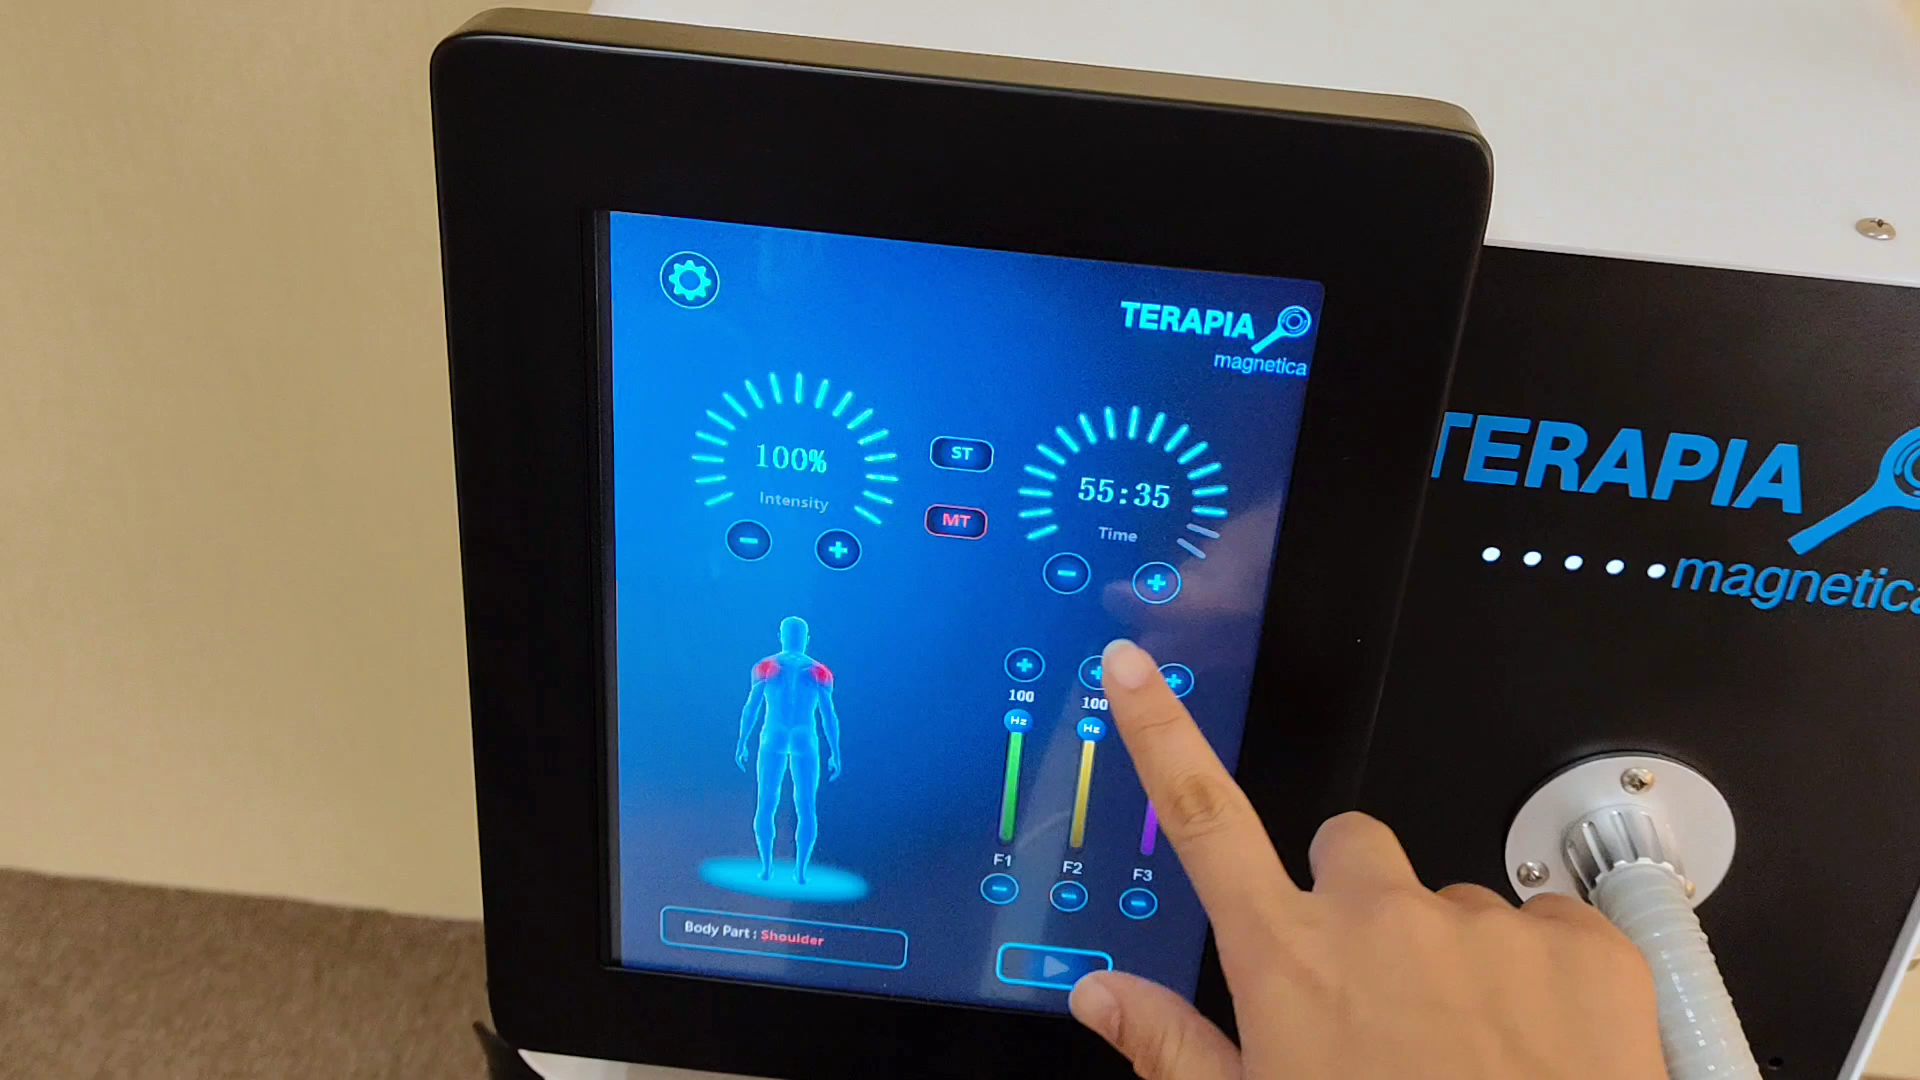 TERAPIA
magnetica
100%
Intensity
ST
MT
55:35
Time
100
Hz
F1
100
Hz
F2
F3
Body Part : Shoulder
TERAPIA
magnetica